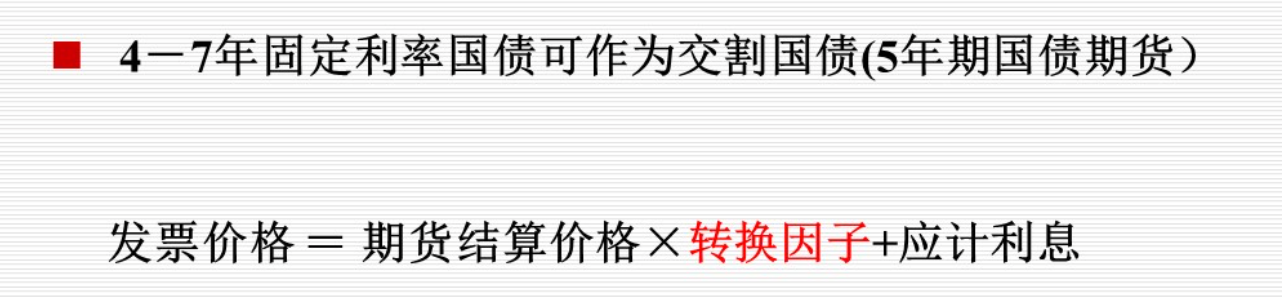 4－7年固定利率国债可作为交割国债(5年期国债期货）
发票价格＝ 期货结算价格×转换因子+应计利息